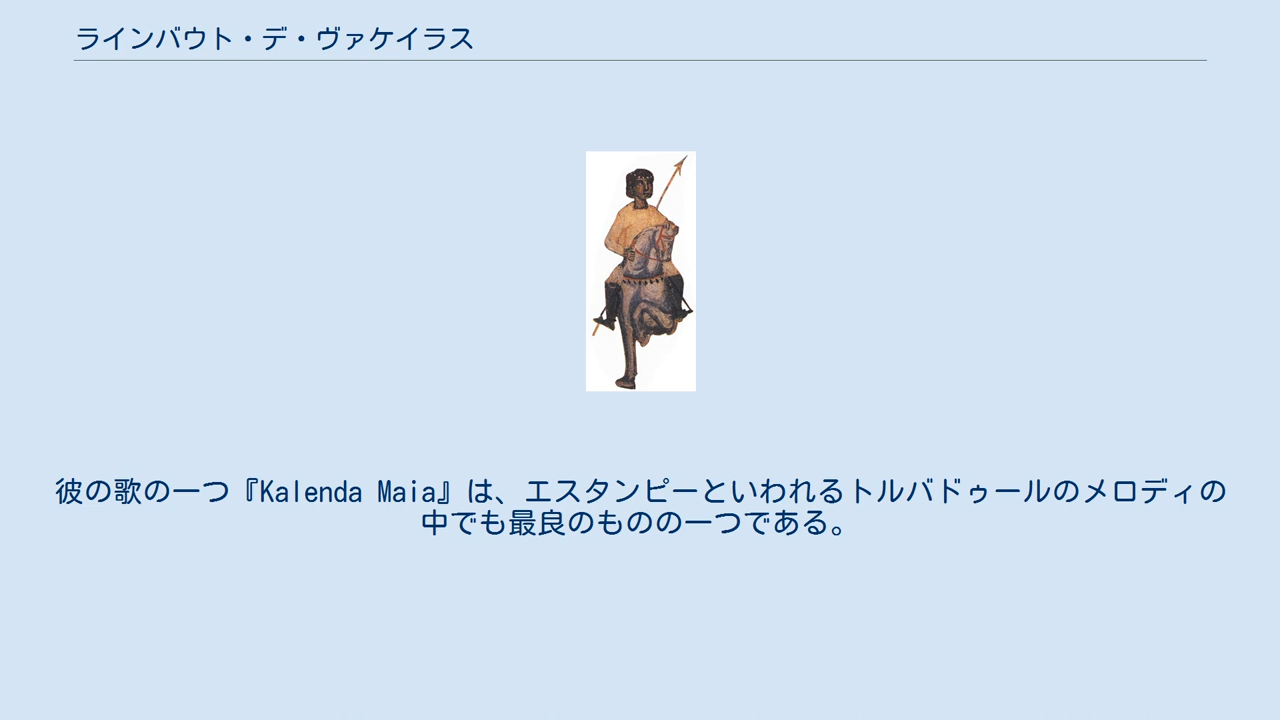 ラインバウト・デ・ヴァケイラス
彼の歌の一つ『Kalenda Maia』は、エスタンピーといわれるトルバドゥールのメロディの
中でも最良のものの一つである。